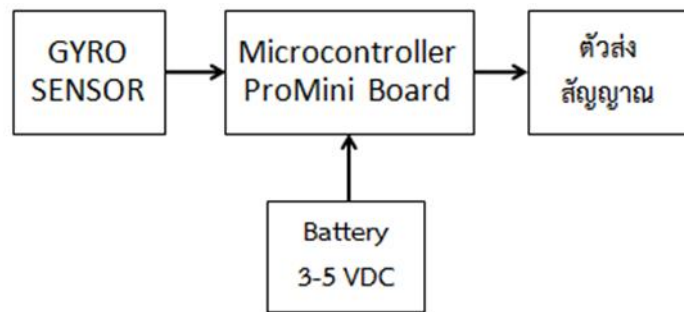 GYRO
SENSOR
Microcontroller
ProMini Board
ตัวส่ง
สัญญาณ
Battery
3-5 VDC